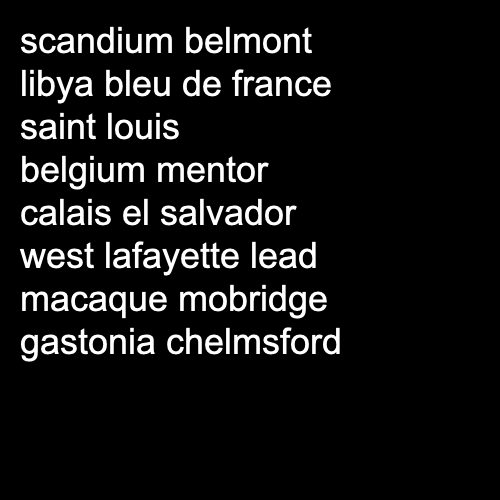 scandium belmont
libya bleu de france
saint louis
belgium mentor
calais el salvador
west lafayette lead
macaque mobridge
gastonia chelmsford